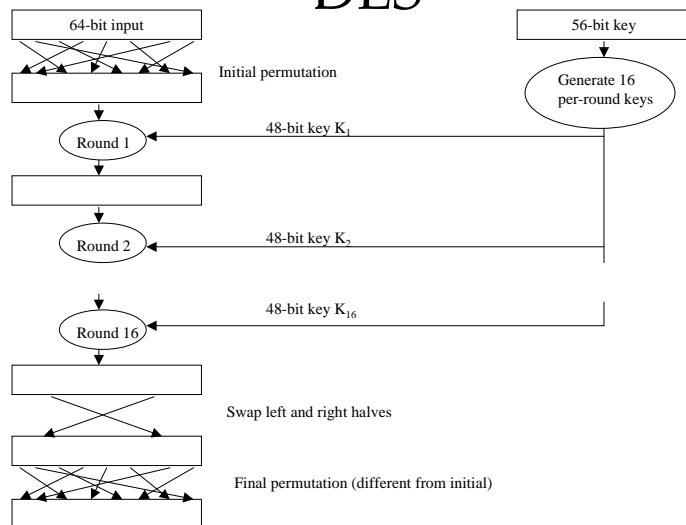 DES
64-bit input
56-bit key
Initial permutation
Generate 16
per-round keys
48-bit key K₁
Round 1
48-bit key K₂
Round 2
48-bit key K₁₆
Round 16
Swap left and right halves
Final permutation (different from initial)